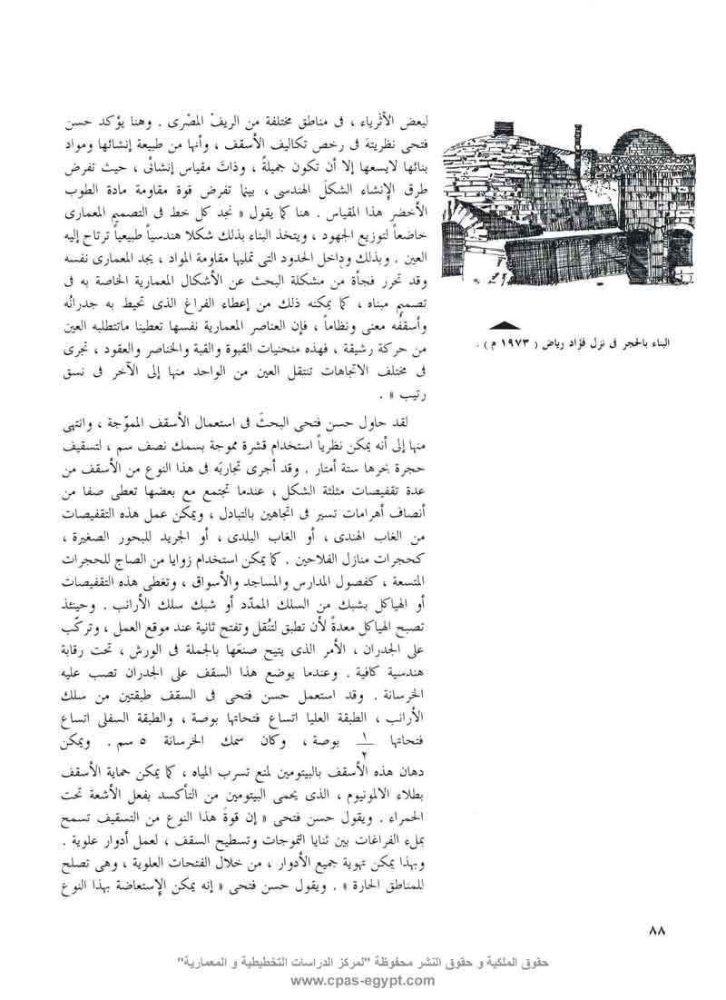 لبعض الأثرياء ، فى مناطق مختلفة من الريف المصْرى . وهنا يؤكد حسن
فتحى نظريته فى رخص تكاليف الأسقف ، وأنها من طبيعة إنشائها ومواد
بنائها لايسعها إلا أن تكون جميلةً ، وذاتَ مقياس إنشائى ، حيث تفرض
طرق الإنشاء الشكلَ الهندسى ، بينما تفرض قوة مقاومة مادة الطوب
الأخضر هذا المقياس . هنا كما يقول « نجد كل خط فى التصميم المعمارى
خاضعاً لتوزيع الجهود ، ويتخذ البناء بذلك شكلا هندسياً طبيعياً ترتاح إليه
العين . وبذلك وداخل الحدود التى تمليها مقاومة المواد ، يجد المعمارى نفسه
وقد تحرر فجأة من مشكلة البحث عن الأشكال المعمارية الخاصة به فى
تصميم مبناه ، كما يمكنه ذلك من إعطاء الفراغ الذى تحيط به جدرانُه
وأسقفُه معنى ونظاماً ، فإن العناصر المعمارية نفسها تعطينا ماتتطلبه العين
من حركة رشيقة ، فهذه منحنيات القبوة والقبة والخناصر والعقود ، تجرى
فى مختلف الاتجاهات تنتقل العين من الواحد منها إلى الآخر فى نسق
رتيب » .
لقد حاول حسن فتحى البحثَ فى استعمال الأسقف المموّجة ، وانتهى
منها إلى أنه يمكن نظرياً استخدام قشرة مموجة بسمك نصف سم ، لتسقيف
حجرة بحرها ستة أمتار . وقد أجرى تجاربَه فى هذا النوع من الأسقف من
عدة تقفيصات مثلثة الشكل ، عندما تجتمع مع بعضها تعطى صفا من
أنصاف أهرامات تسير فى اتجاهين بالتبادل ، ويمكن عمل هذه التقفيصات
من الغاب الهندى ، أو الغاب البلدى ، أو الجريد للبحور الصغيرة ،
كحجرات منازل الفلاحين . كما يمكن استخدام زوايا من الصاج للحجرات
المتسعة ، كفصول المدارس والمساجد والأسواق ، وتغطى هذه التقفيصات
أو الهياكل بشبك من السلك الممدّد أو شبك سلك الأرانب . وحينئذ
تصبح الهياكل معدةً لأن تطبق لتُنقل وتفتح ثانية عند موقع العمل ، وتركّب
على الجدران ، الأمر الذى يتيح صنعَها بالجملة فى الورش ، تحت رقابة
هندسية كافية . وعندما يوضع هذا السقف على الجدران تصب عليه
الخرسانة . وقد استعمل حسن فتحى فى السقف طبقتين من سلك
الأرانب ، الطبقة العليا اتساع فتحاتها بوصة ، والطبقة السفلى اتساع
فتحاتها ١/٢ بوصة ، وكان سمك الخرسانة ٥ سم . ويمكن
دهان هذه الأسقف بالبيتومين لمنع تسرب المياه ، كما يمكن حماية الأسقف
بطلاء الالمونيوم ، الذى يحمى البيتومين من التأكسد بفعل الأشعة تحت
الحمراء . ويقول حسن فتحى « إن قوةَ هذا النوع من التسقيف تسمح
بملء الفراغات بين ثنايا التموجات وتسطيح السقف ، لعمل أدوار علوية .
وبهذا يمكن تهوية جميع الأدوار ، من خلال الفتحات العلوية ، وهى تصلح
للمناطق الحارة » . ويقول حسن فتحى « إنه يمكن الإستعاضة بهذا النوع
البناء بالحجر فى نزل فؤاد رياض ( ١٩٧٣ م ) .
٨٨
حقوق الملكية و حقوق النشر محفوظة "لمركز الدراسات التخطيطية و المعمارية"
www.cpas-egypt.com